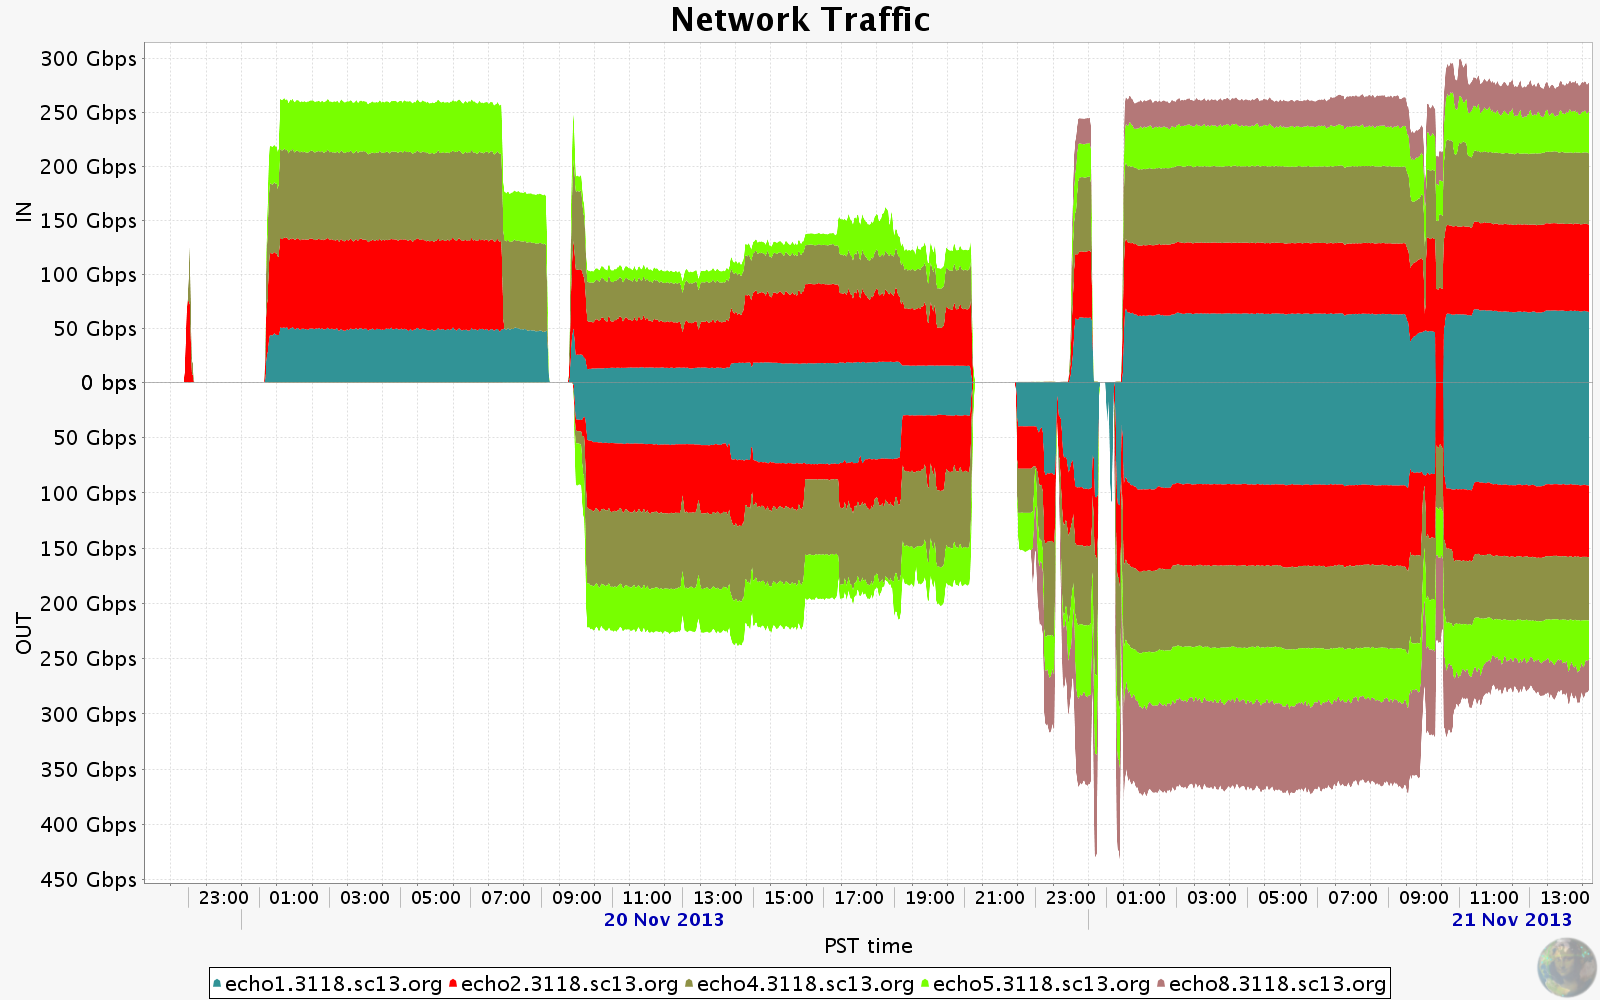 Network Traffic
300 Gbps
250 Gbps
200 Gbps
IN
150 Gbps
100 Gbps
50 Gbps
0 bps
50 Gbps
100 Gbps
150 Gbps
200 Gbps
OUT
250 Gbps
300 Gbps
350 Gbps
400 Gbps
450 Gbps
23:00 01:00 03:00 05:00 07:00 09:00 11:00 13:00 15:00 17:00 19:00 21:00 23:00 01:00 03:00 05:00 07:00 09:00 11:00 13:00
20 Nov 2013 21 Nov 2013
PST time
echo1.3118.sc13.org echo2.3118.sc13.org echo4.3118.sc13.org echo5.3118.sc13.org echo8.3118.sc13.org